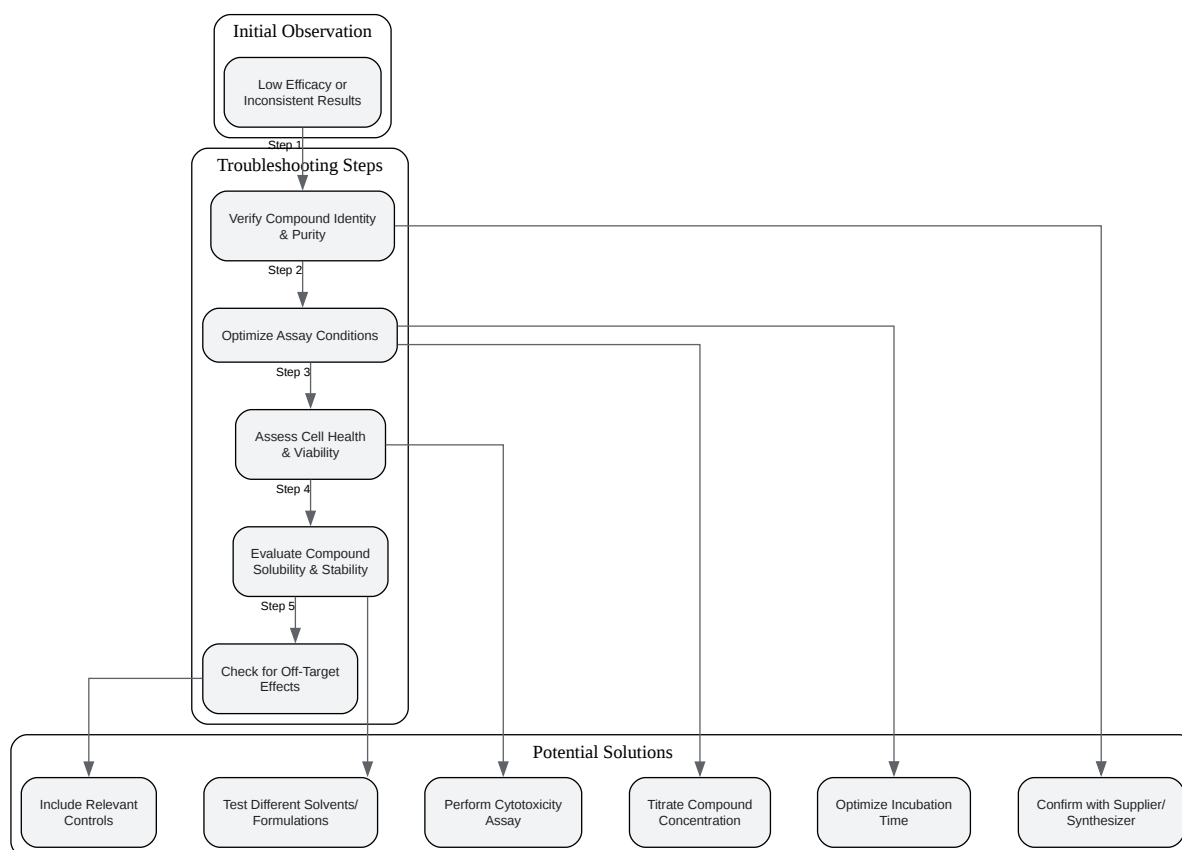 Initial Observation
Low Efficacy or
Inconsistent Results
Step 1
Troubleshooting Steps
Verify Compound Identity
& Purity
Step 2
Optimize Assay Conditions
Step 3
Assess Cell Health
& Viability
Step 4
Evaluate Compound
Solubility & Stability
Step 5
Check for Off-Target
Effects
Potential Solutions
Include Relevant
Controls
Test Different Solvents/
Formulations
Perform Cytotoxicity
Assay
Titrate Compound
Concentration
Optimize Incubation
Time
Confirm with Supplier/
Synthesizer